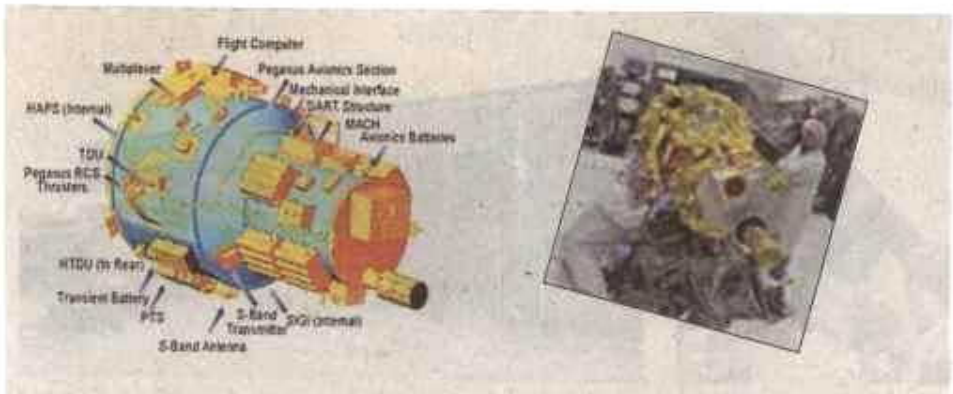 Flight Computer
Multiplexer
Pegasus Avionics Section
Mechanical Interface
DART Structure
MACH
Avionics Batteries
HAPS (Internal)
TDU
Pegasus RCS
Thrusters
HTDU (to Rear)
Transient Battery
PTS
S-Band
Transmitter
SIGI (Internal)
S-Band Antenna